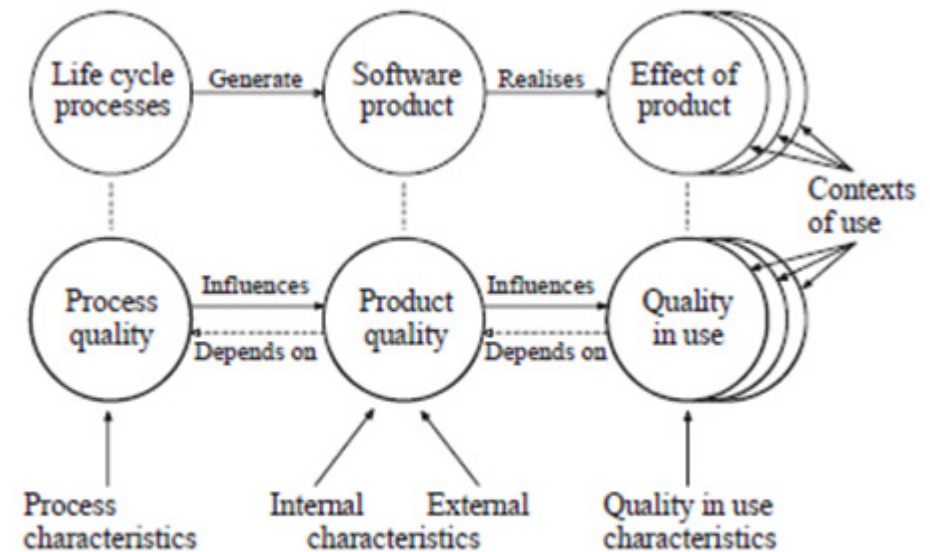 Life cycle
processes
Generate
Software
product
Realises
Effect of
product
Contexts
of use
Process
quality
Influences
Depends on
Product
quality
Influences
Depends on
Quality
in use
Process
characteristics
Internal External
characteristics
Quality in use
characteristics